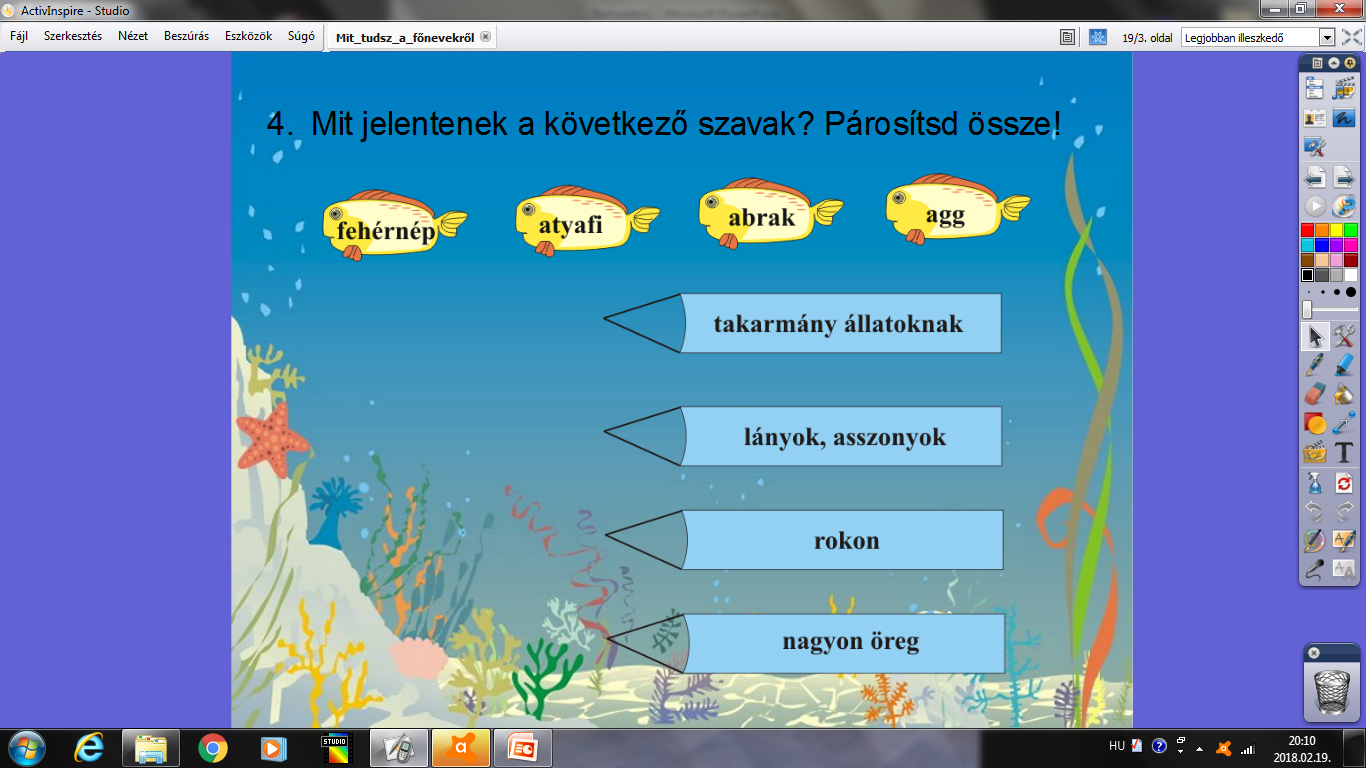 ActivInspire - Studio
Fájl Szerkesztés Nézet Beszúrás Eszközök Súgó
Mit_tudsz_a_főnevekről
19/3. oldal
Legjobban illeszkedő
4. Mit jelentenek a következő szavak? Párosítsd össze!
fehérnép atyafi abrak agg
takarmány állatoknak
lányok, asszonyok
rokon
nagyon öreg
STUDIO
HU
20:10
2018.02.19.